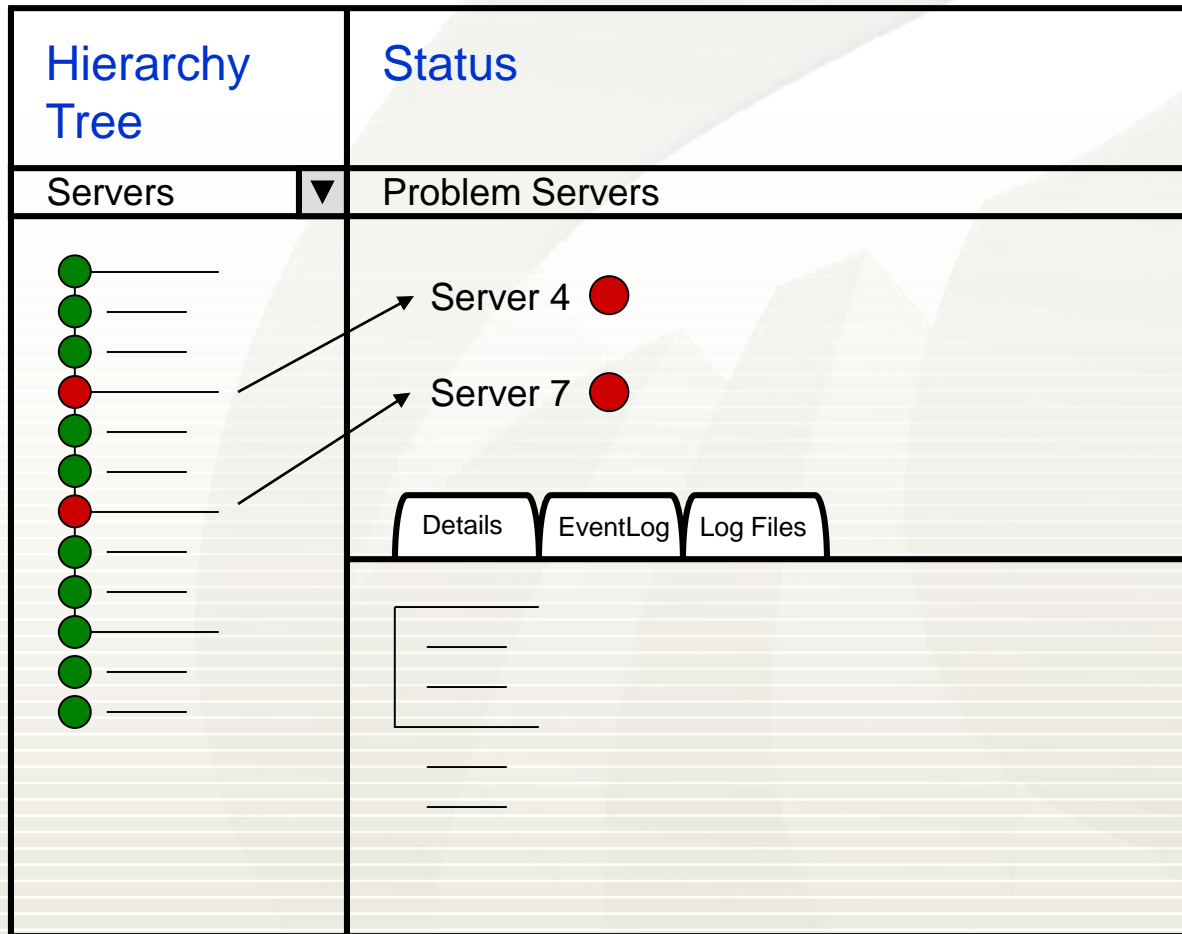 Hierarchy
Tree
Status
Servers
▼
Problem Servers
Server 4
Server 7
Details
EventLog
Log Files